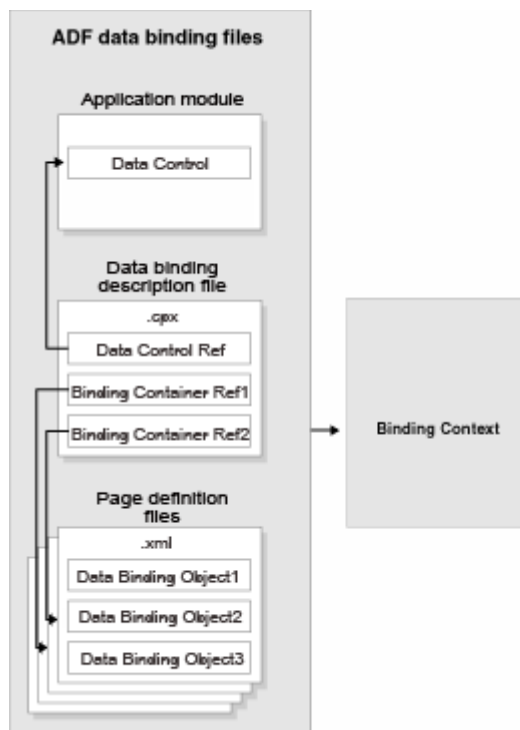 ADF data binding files
Application module
Data Control
Data binding
description file
.cpx
Data Control Ref
Binding Container Ref1
Binding Container Ref2
Binding Context
Page definition
files
.xml
Data Binding Object1
Data Binding Object2
Data Binding Object3